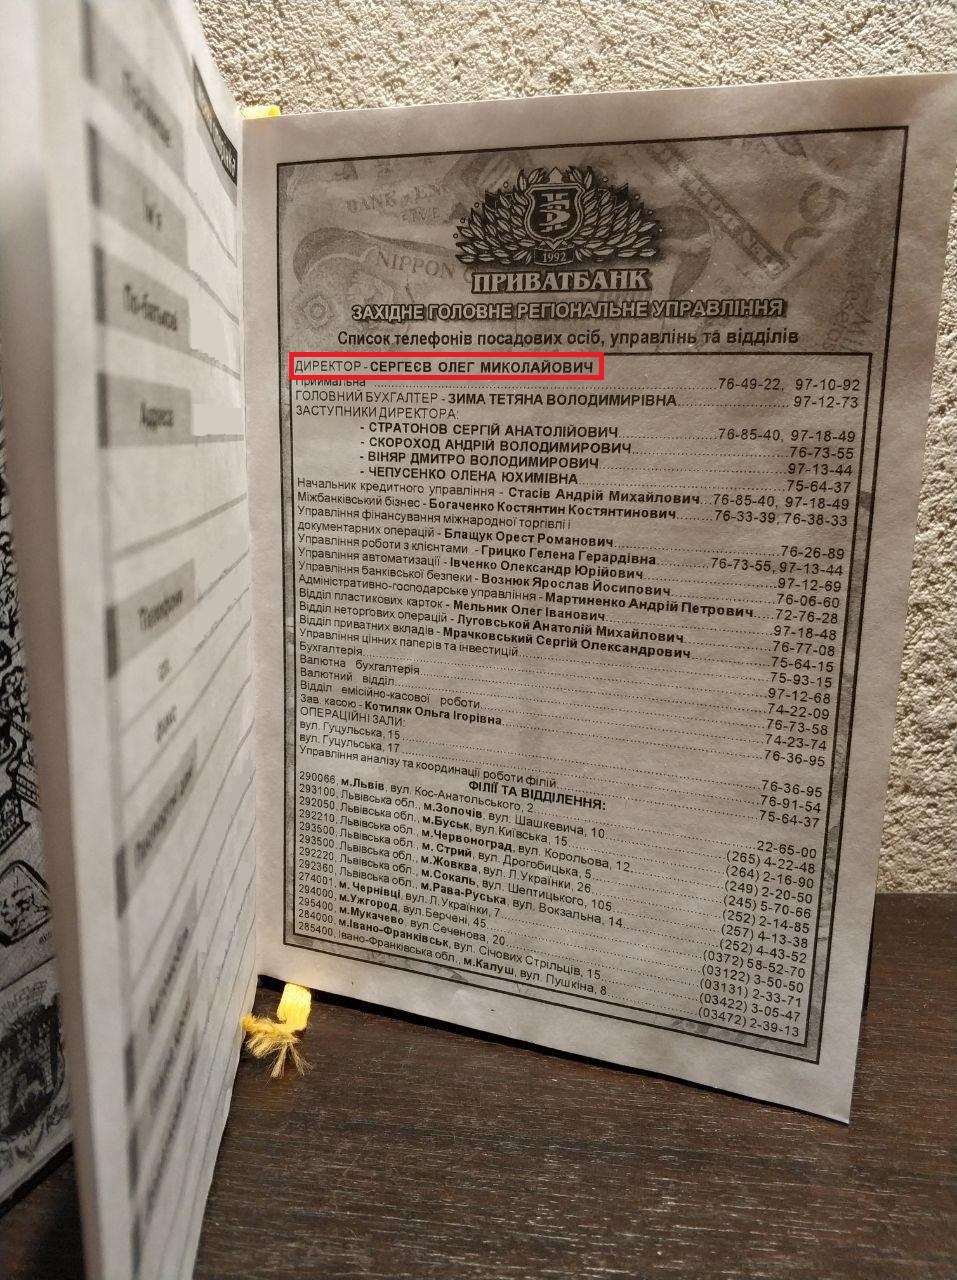 Прізвище
Ім'я
По-батькові
Адреса
Телефони
факс
BANK OF EN
NIPPON
1992
ПРИВАТБАНК
ЗАХІДНЕ ГОЛОВНЕ РЕГІОНАЛЬНЕ УПРАВЛІННЯ
Список телефонів посадових осіб, управлінь та відділів
ДИРЕКТОР - СЕРГЕЄВ ОЛЕГ МИКОЛАЙОВИЧ
Приймальна 76-49-22, 97-10-92
ГОЛОВНИЙ БУХГАЛТЕР - ЗИМА ТЕТЯНА ВОЛОДИМИРІВНА 97-12-73
ЗАСТУПНИКИ ДИРЕКТОРА:
- СТРАТОНОВ СЕРГІЙ АНАТОЛІЙОВИЧ 76-85-40, 97-18-49
- СКОРОХОД АНДРІЙ ВОЛОДИМИРОВИЧ 76-73-55
- ВІНЯР ДМИТРО ВОЛОДИМИРОВИЧ 97-13-44
- ЧЕПУСЕНКО ОЛЕНА ЮХИМІВНА 75-64-37
Начальник кредитного управління - Стасів Андрій Михайлович 76-85-40, 97-18-49
Міжбанківський бізнес - Богаченко Костянтин Костянтинович 76-33-39, 76-38-33
Управління фінансування міжнародної торгівлі і
документарних операцій - Блащук Орест Романович 76-26-89
Управління роботи з клієнтами - Грицко Гелена Герардівна 76-73-55, 97-13-44
Управління автоматизації - Івченко Олександр Юрійович 97-12-69
Управління банківської безпеки - Вознюк Ярослав Йосипович 76-06-60
Адміністративно-господарське управління - Мартиненко Андрій Петрович 72-76-28
Відділ пластикових карток - Мельник Олег Іванович 97-18-48
Відділ неторгових операцій - Луговськой Анатолій Михайлович 76-77-08
Відділ приватних вкладів - Мрачковський Сергій Олександрович 75-64-15
Управління цінних паперів та інвестицій 75-93-15
Бухгалтерія 97-12-68
Валютна бухгалтерія 74-22-09
Валютний відділ 76-73-58
Відділ емісійно-касової роботи 74-23-74
Зав. касою - Котиляк Ольга Ігорівна 76-36-95
ОПЕРАЦІЙНІ ЗАЛИ:
вул. Гуцульська, 15 76-36-95
вул. Гуцульська, 17 76-91-54
Управління аналізу та координації роботи філій 75-64-37
ФІЛІЇ ТА ВІДДІЛЕННЯ:
290066, м.Львів, вул. Кос-Анатольського, 2 22-65-00
293100, Львівська обл., м.Золочів, вул. Шашкевича, 10 (265) 4-22-48
292050, Львівська обл., м.Буськ, вул.Київська, 15 (264) 2-16-90
292210, Львівська обл., м.Червоноград, вул. Корольова, 12 (249) 2-20-50
293500, Львівська обл., м. Стрий, вул. Дрогобицька, 5 (245) 5-70-66
293500, Львівська обл., м.Жовква, вул. Л.Українки, 26 (252) 2-14-85
292220, Львівська обл., м.Сокаль, вул. Шептицького, 105 (257) 4-13-38
292360, Львівська обл., м.Рава-Руська, вул. Вокзальна, 14 (252) 4-43-52
274001, м. Чернівці, вул. Л.Українки, 7 (0372) 58-52-70
294000, м.Ужгород, вул.Берчені, 45 (03122) 3-50-50
295400, м.Мукачево, вул.Сеченова, 20 (03131) 2-33-71
284000, м.Івано-Франківськ, вул. Січових Стрільців, 15 (03422) 3-05-47
285400, Івано-Франківська обл., м.Калуш, вул. Пушкіна, 8 (03472) 2-39-13